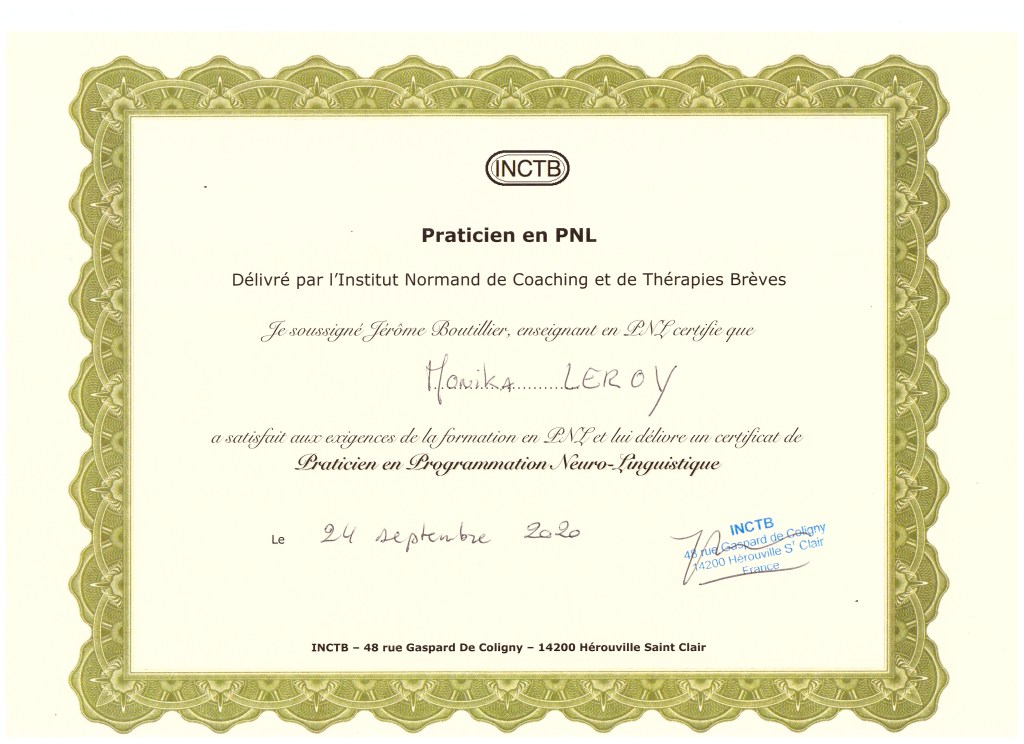 INCTB
Praticien en PNL
Délivré par l'Institut Normand de Coaching et de Thérapies Brèves
Je soussigné Jérôme Boutillier, enseignant en PNL certifie que
Monika LEROY
a satisfait aux exigences de la formation en PNL et lui délivre un certificat de
Praticien en Programmation Neuro-Linguistique
Le 24 septembre 2020
INCTB
48 rue Gaspard de Coligny
14200 Hérouville St Clair
France
INCTB – 48 rue Gaspard De Coligny – 14200 Hérouville Saint Clair